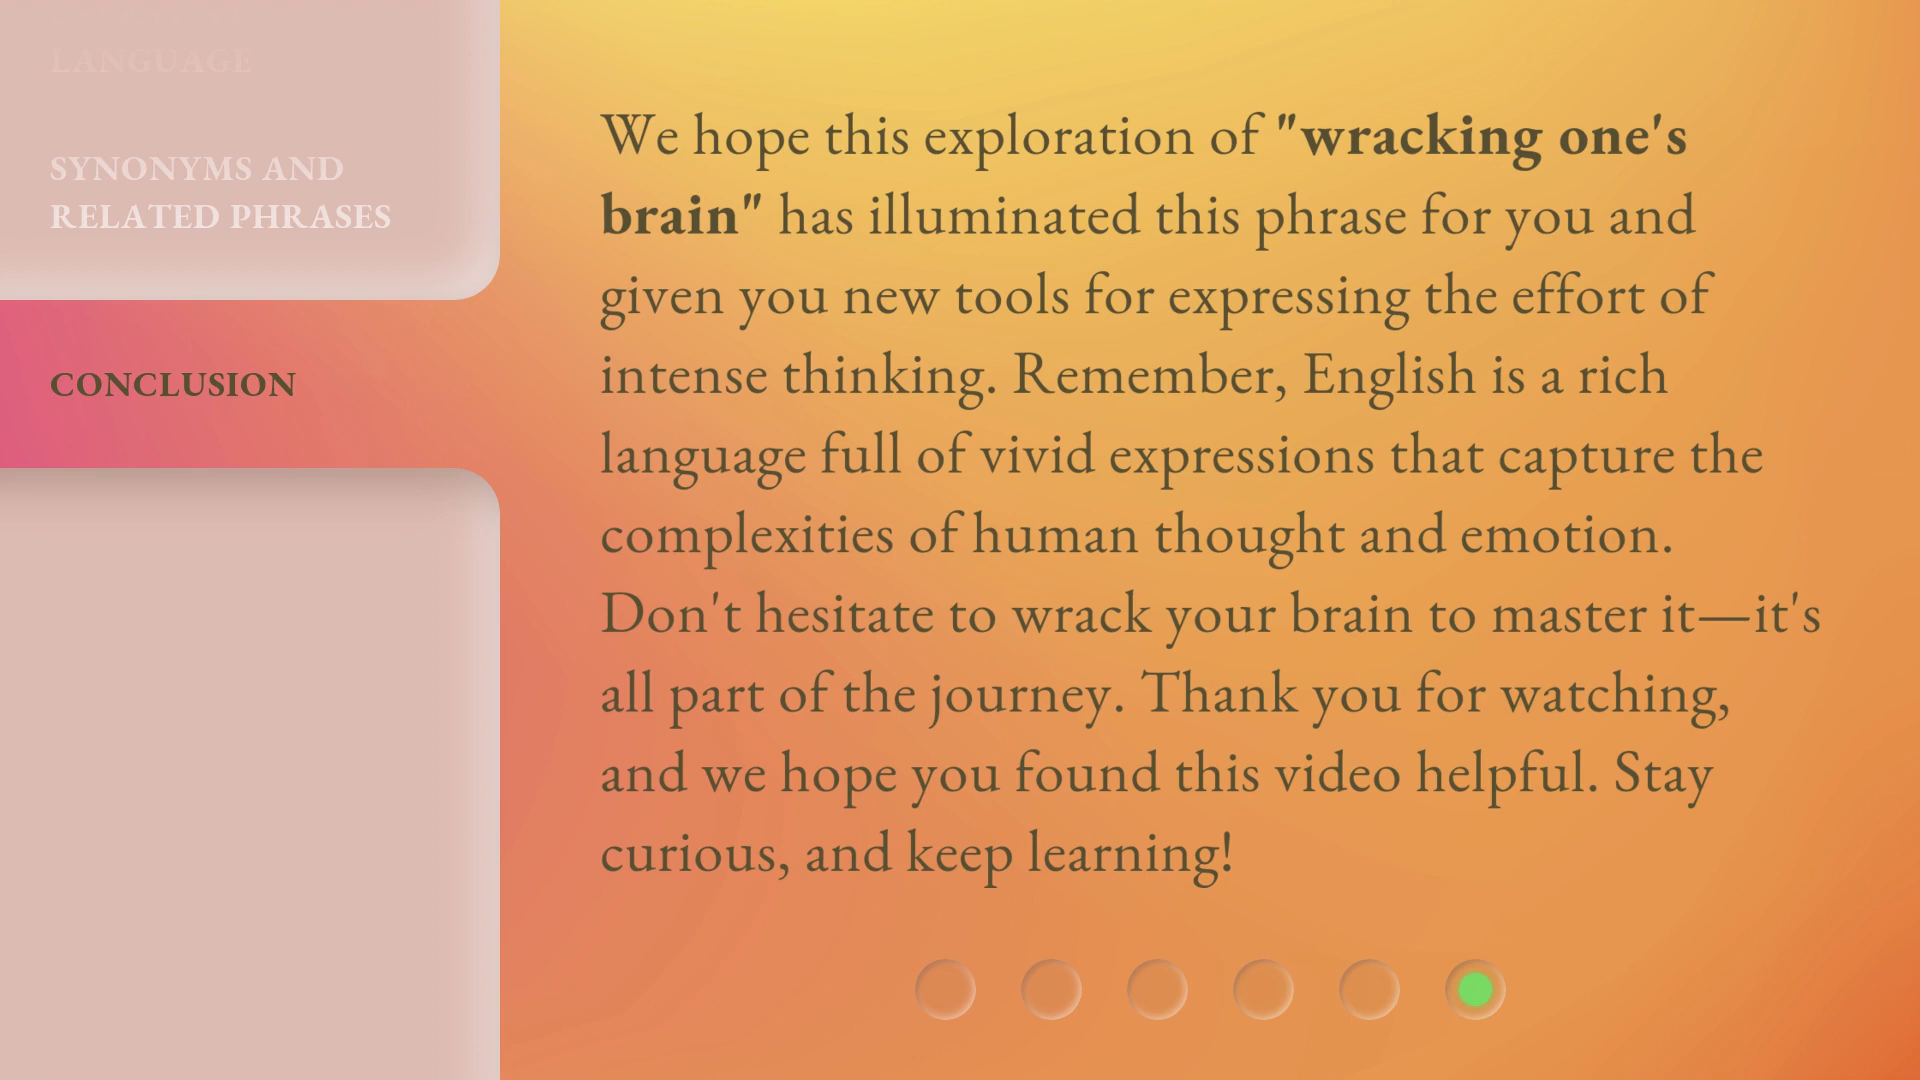 LANGUAGE
SYNONYMS AND
RELATED PHRASES
CONCLUSION
We hope this exploration of "wracking one's
brain" has illuminated this phrase for you and
given you new tools for expressing the effort of
intense thinking. Remember, English is a rich
language full of vivid expressions that capture the
complexities of human thought and emotion.
Don't hesitate to wrack your brain to master it—it's
all part of the journey. Thank you for watching,
and we hope you found this video helpful. Stay
curious, and keep learning!